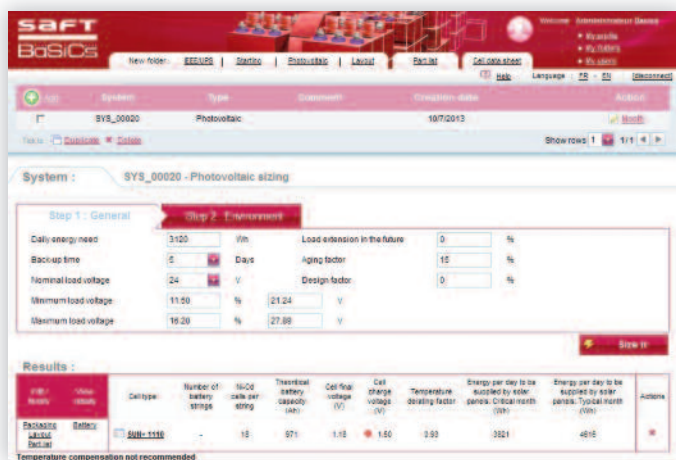 saft
BaSiCs
Welcome Administrateur Basics
My profile
My users
New folder: IEEE/UPS | Starting | Photovoltaic | Layout | Part list | Cell data sheet
Help Language : FR - EN [disconnect]
Add System Type Comment Creation date Action
SYS_00020 Photovoltaic 10/7/2013 Modify
Duplicate Delete Show rows 1 1/1
System : SYS_00020 - Photovoltaic sizing
Step 1 : General Step 2 : Environment
Daily energy need 3120 Wh Load extension in the future 0 %
Back-up time 5 Days Aging factor 15 %
Nominal load voltage 24 V Design factor 0 %
Minimum load voltage 11.50 % 21.24 V
Maximum load voltage 16.20 % 27.89 V
Size it
Results :
Cell type Number of battery strings Ni-Cd cells per string Theoritical battery capacity (Ah) Cell final voltage (V) Cell charge voltage (V) Temperature derating factor Energy per day to be supplied by solar panels. Critical month (Wh) Energy per day to be supplied by solar panels. Typical month (Wh) Actions
Packaging Layout Part list Battery SUN+ 1110 - 18 971 1.18 1.50 0.93 3821 4616
Temperature compensation not recommended